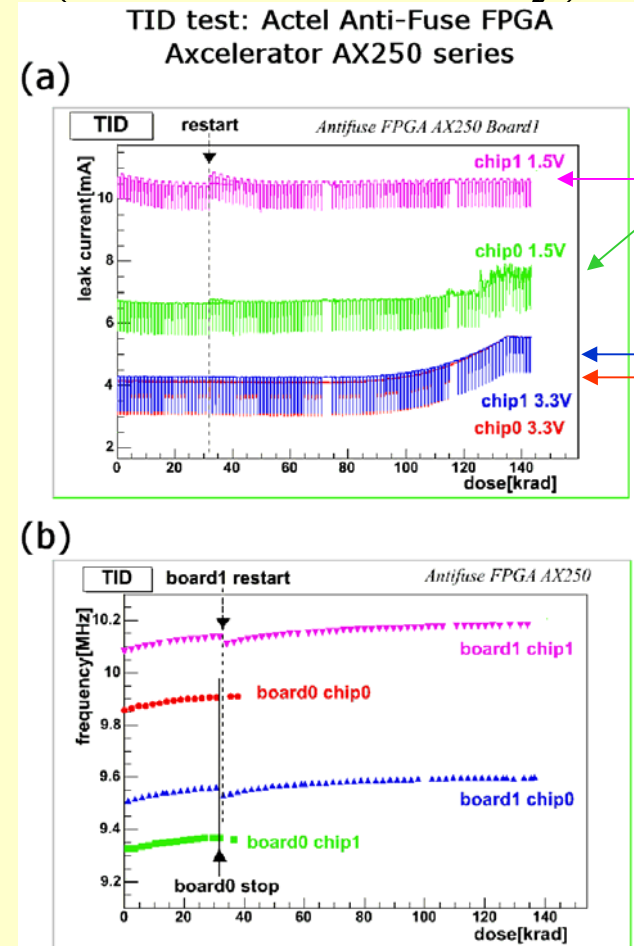 TID test: Actel Anti-Fuse FPGA
Axcelerator AX250 series
(a)
TID restart Antifuse FPGA AX250 Board1
leak current[mA]
10
8
6
4
2
chip1 1.5V
chip0 1.5V
chip1 3.3V
chip0 3.3V
0 20 40 60 80 100 120 140
dose[krad]
(b)
TID board1 restart Antifuse FPGA AX250
frequency[MHz]
10.2
10
9.8
9.6
9.4
9.2
board1 chip1
board0 chip0
board1 chip0
board0 chip1
board0 stop
0 20 40 60 80 100 120 140
dose[krad]